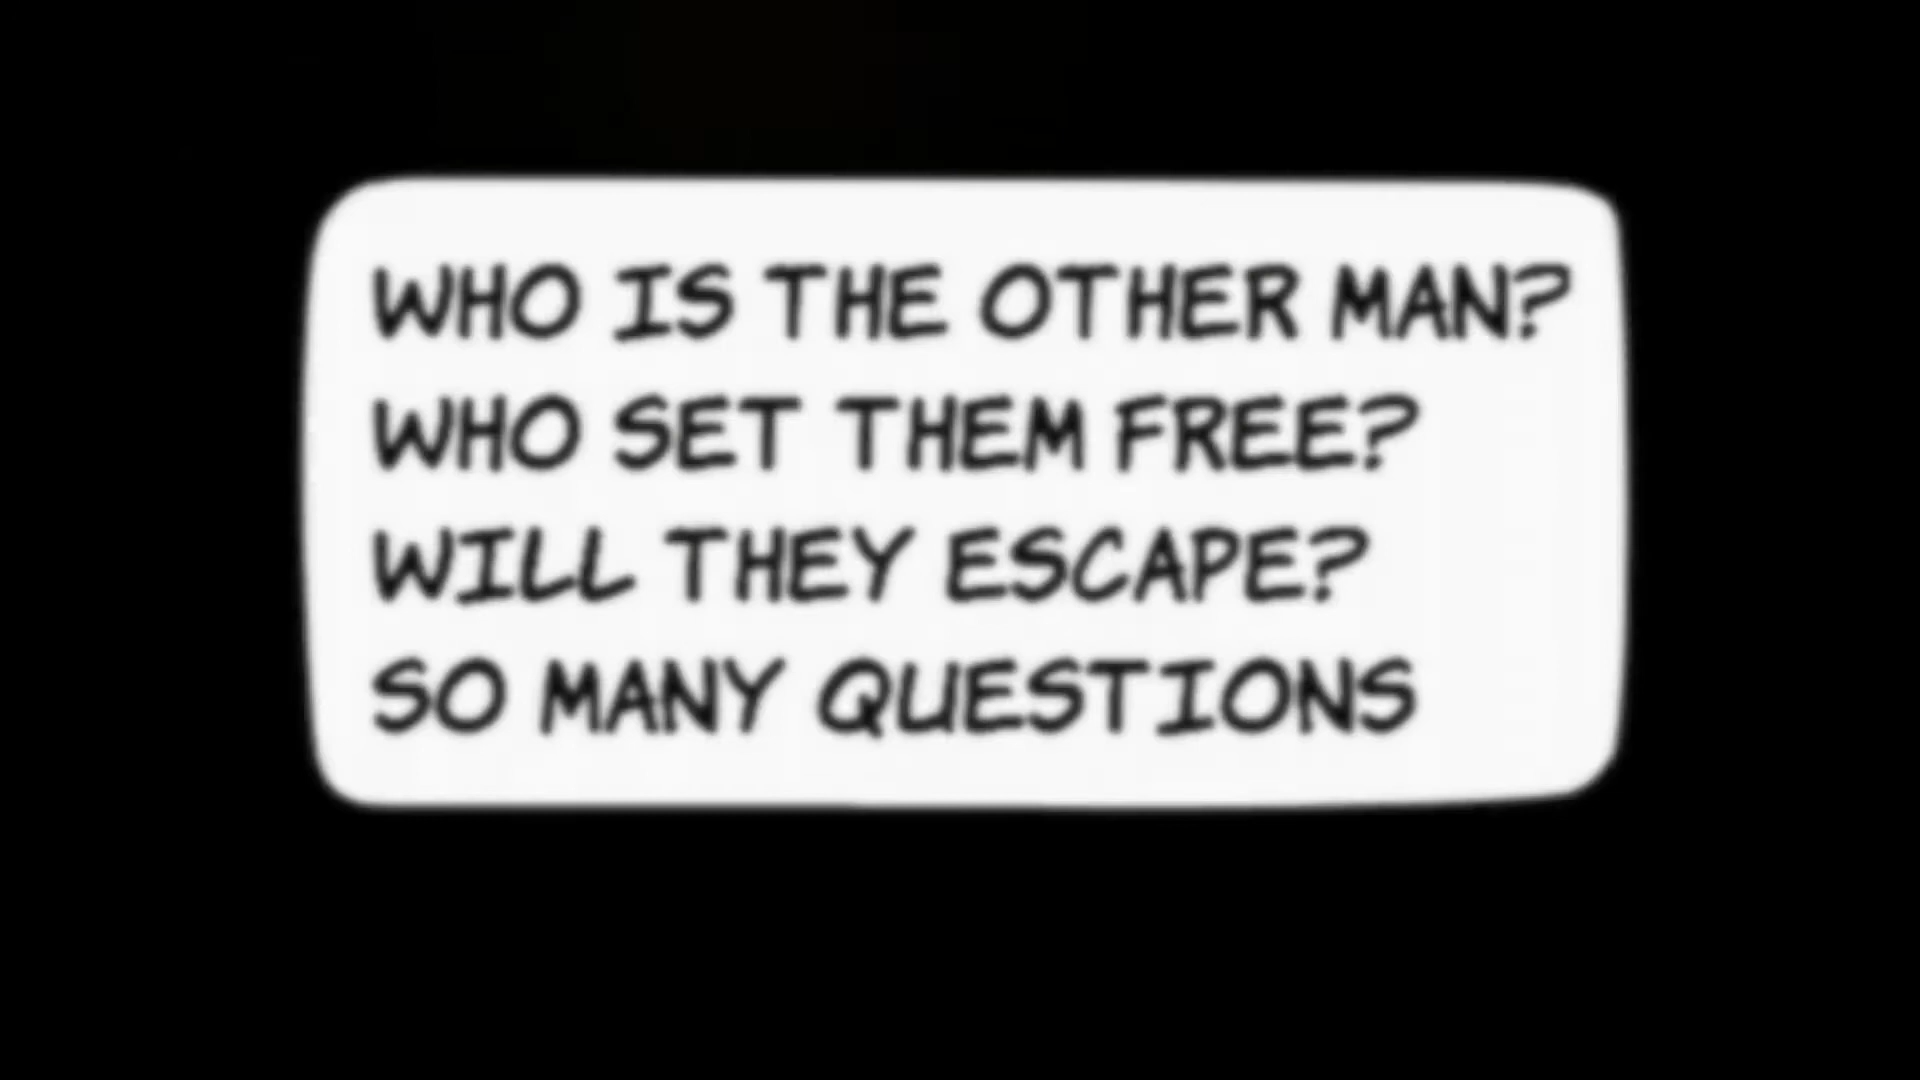 WHO IS THE OTHER MAN?
WHO SET THEM FREE?
WILL THEY ESCAPE?
SO MANY QUESTIONS